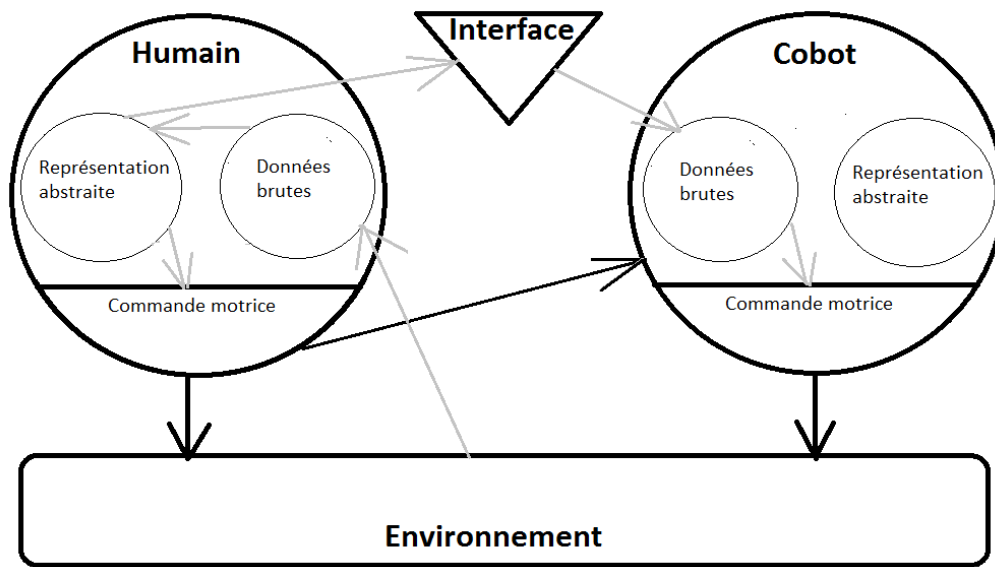 Humain
Interface
Cobot
Représentation
abstraite
Données
brutes
Données
brutes
Représentation
abstraite
Commande motrice
Commande motrice
Environnement